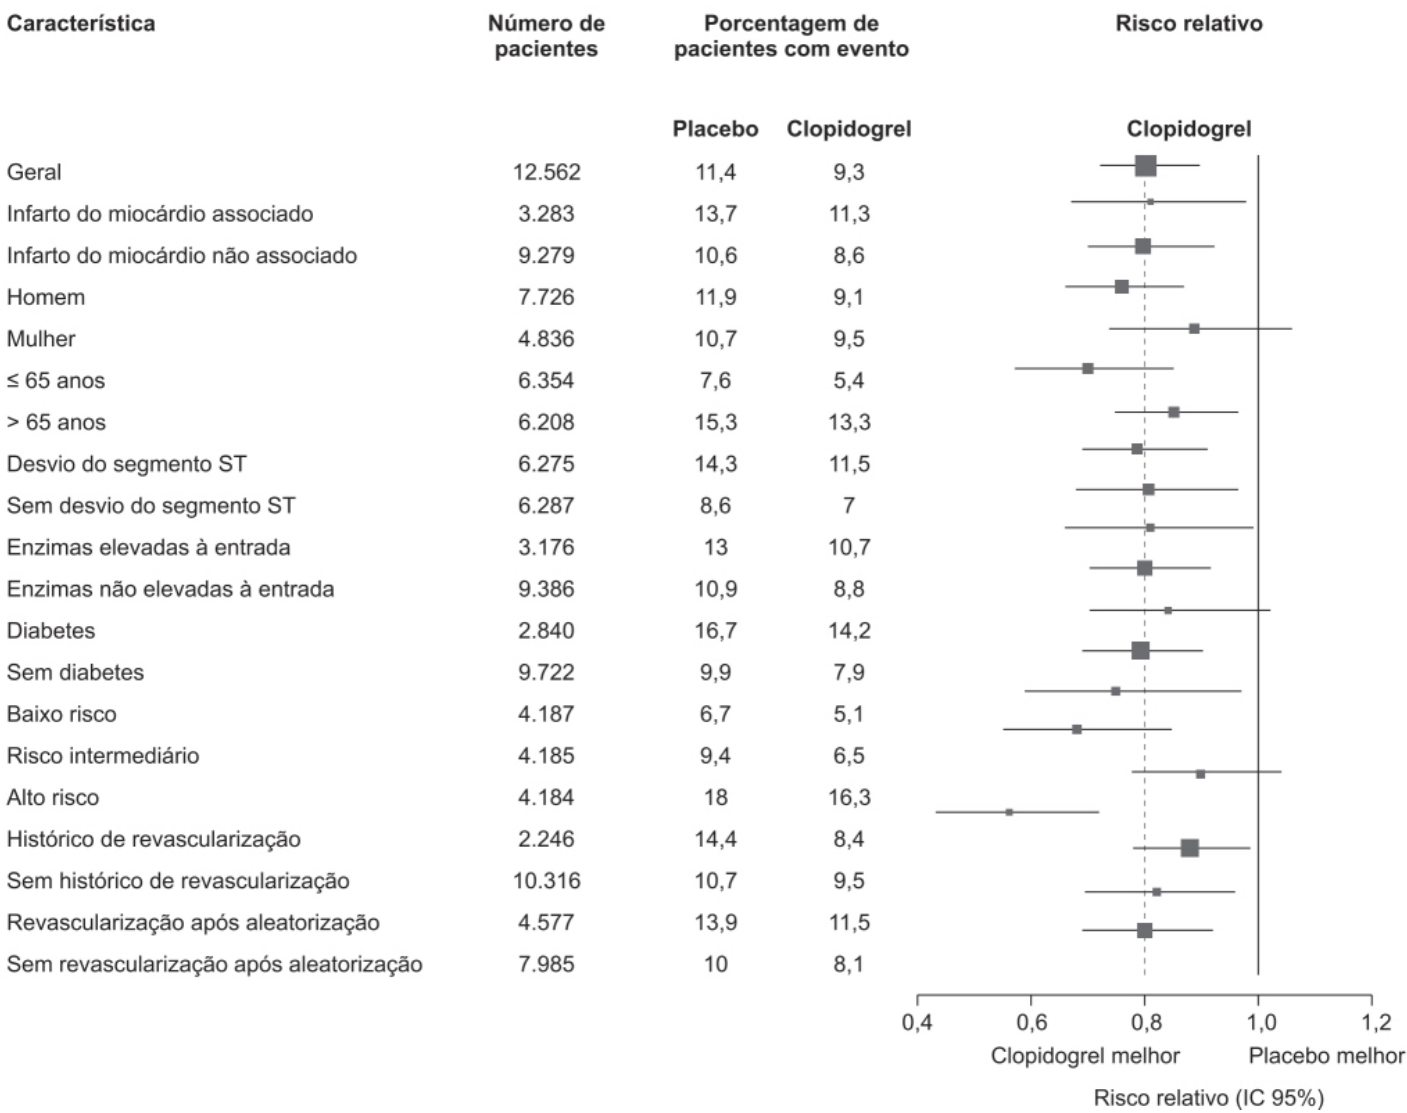 Característica Número de pacientes Porcentagem de pacientes com evento Risco relativo
Placebo Clopidogrel Clopidogrel
Geral 12.562 11,4 9,3
Infarto do miocárdio associado 3.283 13,7 11,3
Infarto do miocárdio não associado 9.279 10,6 8,6
Homem 7.726 11,9 9,1
Mulher 4.836 10,7 9,5
≤ 65 anos 6.354 7,6 5,4
> 65 anos 6.208 15,3 13,3
Desvio do segmento ST 6.275 14,3 11,5
Sem desvio do segmento ST 6.287 8,6 7
Enzimas elevadas à entrada 3.176 13 10,7
Enzimas não elevadas à entrada 9.386 10,9 8,8
Diabetes 2.840 16,7 14,2
Sem diabetes 9.722 9,9 7,9
Baixo risco 4.187 6,7 5,1
Risco intermediário 4.185 9,4 6,5
Alto risco 4.184 18 16,3
Histórico de revascularização 2.246 14,4 8,4
Sem histórico de revascularização 10.316 10,7 9,5
Revascularização após aleatorização 4.577 13,9 11,5
Sem revascularização após aleatorização 7.985 10 8,1
0,4 0,6 0,8 1,0 1,2
Clopidogrel melhor Placebo melhor
Risco relativo (IC 95%)